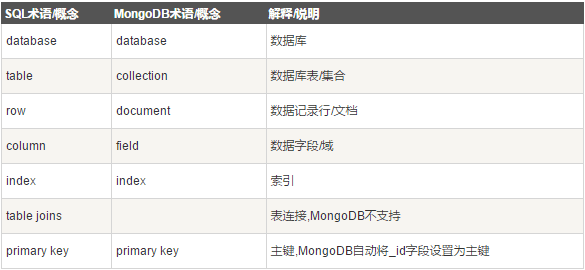 SQL术语/概念 MongoDB术语/概念 解释/说明
database database 数据库
table collection 数据库表/集合
row document 数据记录行/文档
column field 数据字段/域
index index 索引
table joins 表连接,MongoDB不支持
primary key primary key 主键,MongoDB自动将_id字段设置为主键